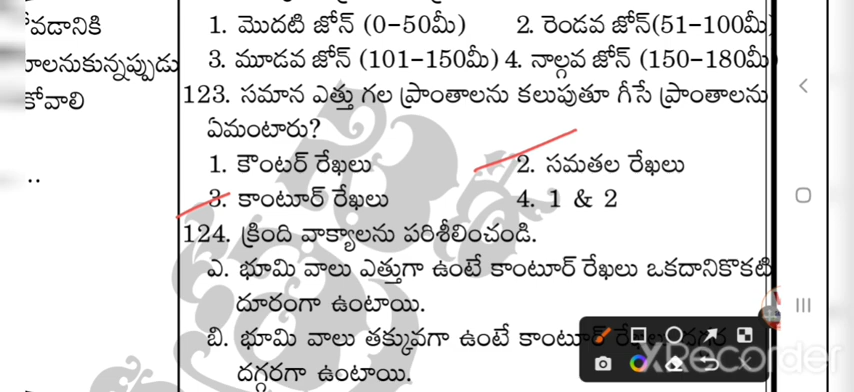 ోవడానికి
ాలనుకున్నప్పుడు
కోవాలి
..
1. మొదటి జోన్ (0-50మీ) 2. రెండవ జోన్(51-100మీ)
3. మూడవ జోన్ (101-150మీ) 4. నాల్గవ జోన్ (150-180మీ)
123. సమాన ఎత్తు గల ప్రాంతాలను కలుపుతూ గీసే ప్రాంతాలను
ఏమంటారు?
1. కౌంటర్ రేఖలు 2. సమతల రేఖలు
3. కాంటూర్ రేఖలు 4. 1 & 2
124. క్రింది వాక్యాలను పరిశీలించండి.
ఎ. భూమి వాలు ఎత్తుగా ఉంటే కాంటూర్ రేఖలు ఒకదానికొకటి
దూరంగా ఉంటాయి.
బి. భూమి వాలు తక్కువగా ఉంటే కాంటూర్
దగ్గరగా ఉంటాయి.
XRecorder